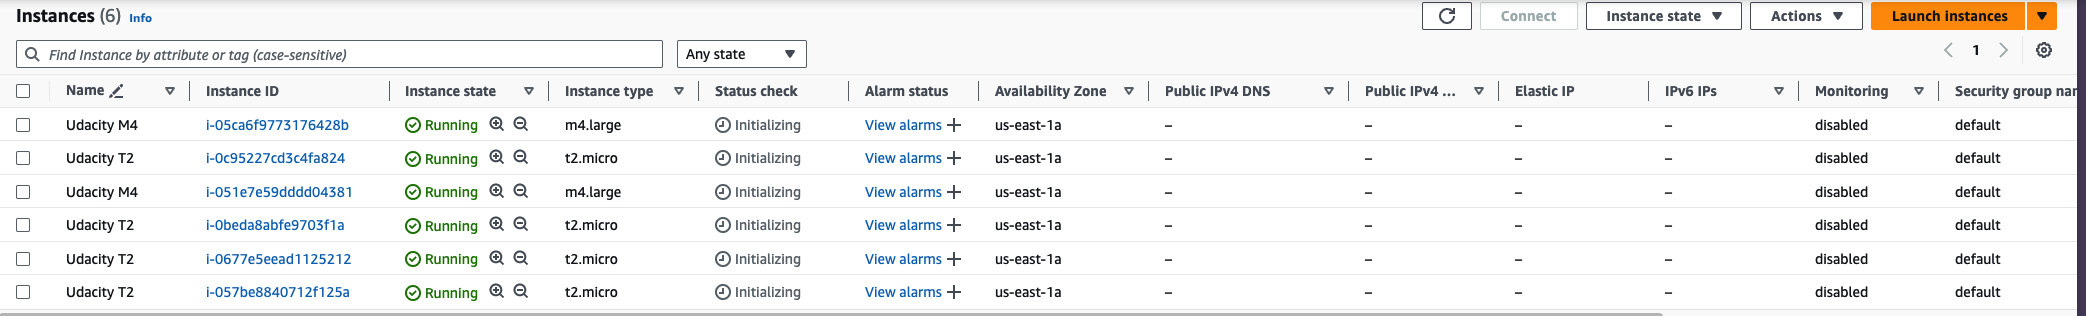 Instances (6) Info Connect Instance state Actions Launch instances
Find Instance by attribute or tag (case-sensitive) Any state 1
Name Instance ID Instance state Instance type Status check Alarm status Availability Zone Public IPv4 DNS Public IPv4 ... Elastic IP IPv6 IPs Monitoring Security group nar
Udacity M4 i-05ca6f9773176428b Running m4.large Initializing View alarms + us-east-1a – – – – disabled default
Udacity T2 i-0c95227cd3c4fa824 Running t2.micro Initializing View alarms + us-east-1a – – – – disabled default
Udacity M4 i-051e7e59dddd04381 Running m4.large Initializing View alarms + us-east-1a – – – – disabled default
Udacity T2 i-0beda8abfe9703f1a Running t2.micro Initializing View alarms + us-east-1a – – – – disabled default
Udacity T2 i-0677e5eead1125212 Running t2.micro Initializing View alarms + us-east-1a – – – – disabled default
Udacity T2 i-057be8840712f125a Running t2.micro Initializing View alarms + us-east-1a – – – – disabled default